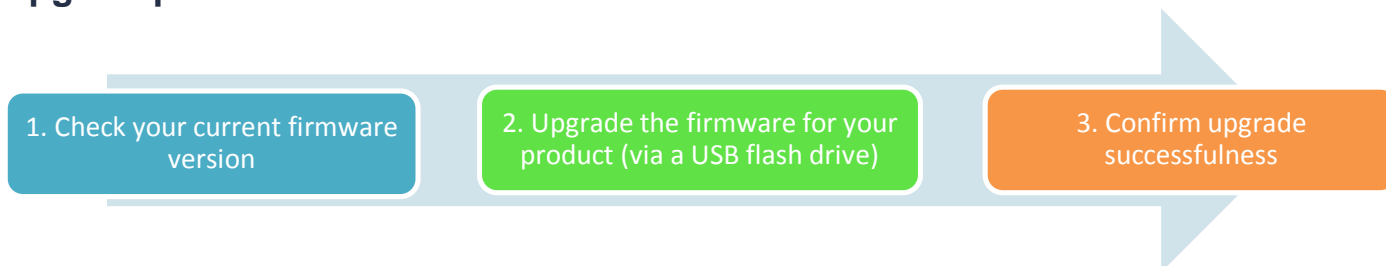 1. Check your current firmware
version
2. Upgrade the firmware for your
product (via a USB flash drive)
3. Confirm upgrade
successfulness